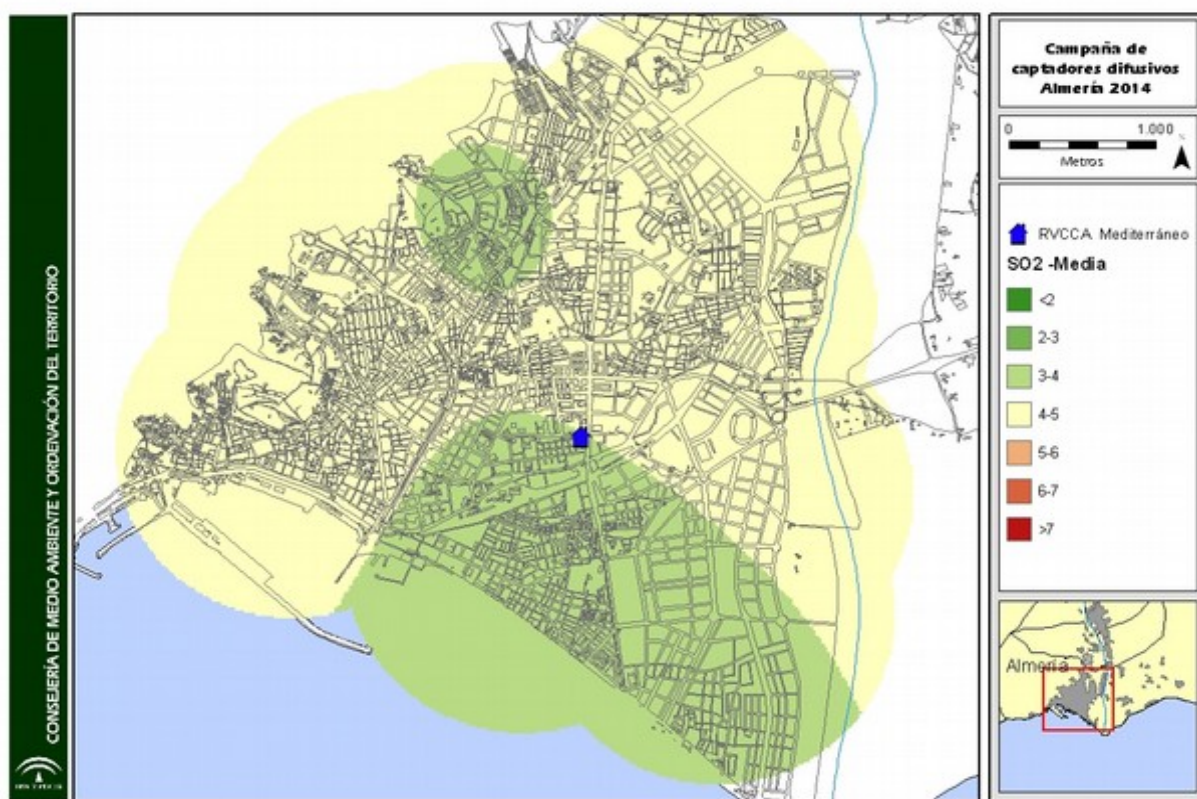 CONSEJERÍA DE MEDIO AMBIENTE Y ORDENACIÓN DEL TERRITORIO
Campaña de
captadores difusivos
Almería 2014
0 1.000
Metros
RVCCA Mediterráneo
SO2 -Media
<2
2-3
3-4
4-5
5-6
6-7
>7
Almería